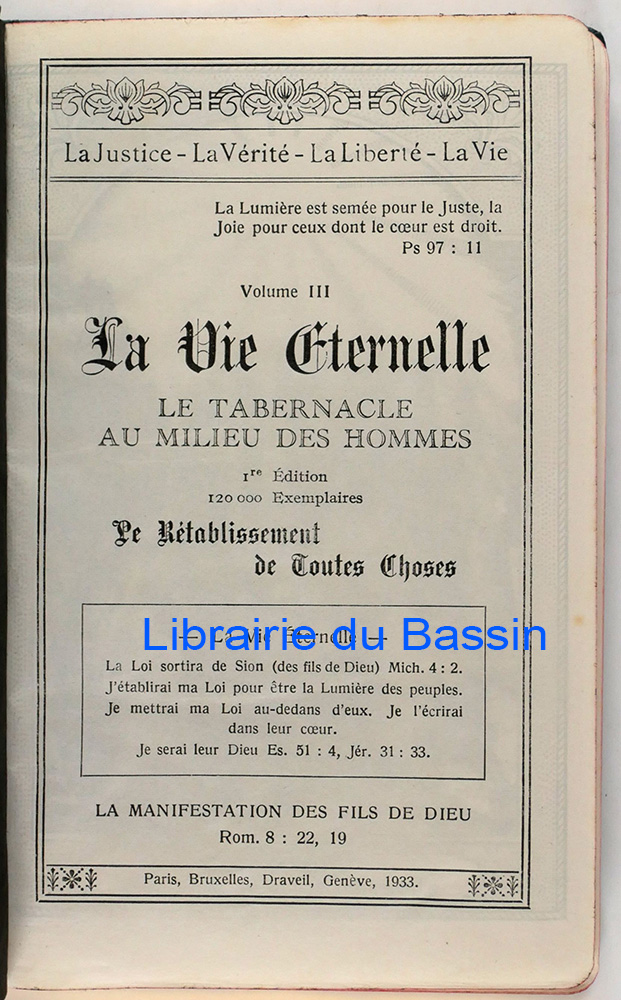 La Justice - La Vérité - La Liberté - La Vie
La Lumière est semée pour le Juste, la
Joie pour ceux dont le cœur est droit.
Ps 97 : 11
Volume III
La Vie Eternelle
LE TABERNACLE
AU MILIEU DES HOMMES
1re Édition
120 000 Exemplaires
Le Rétablissement
de Toutes Choses
— La Vie Éternelle —
Librairie du Bassin
La Loi sortira de Sion (des fils de Dieu) Mich. 4 : 2.
J'établirai ma Loi pour être la Lumière des peuples.
Je mettrai ma Loi au-dedans d'eux. Je l'écrirai
dans leur cœur.
Je serai leur Dieu Es. 51 : 4, Jér. 31 : 33.
LA MANIFESTATION DES FILS DE DIEU
Rom. 8 : 22, 19
Paris, Bruxelles, Draveil, Genève, 1933.